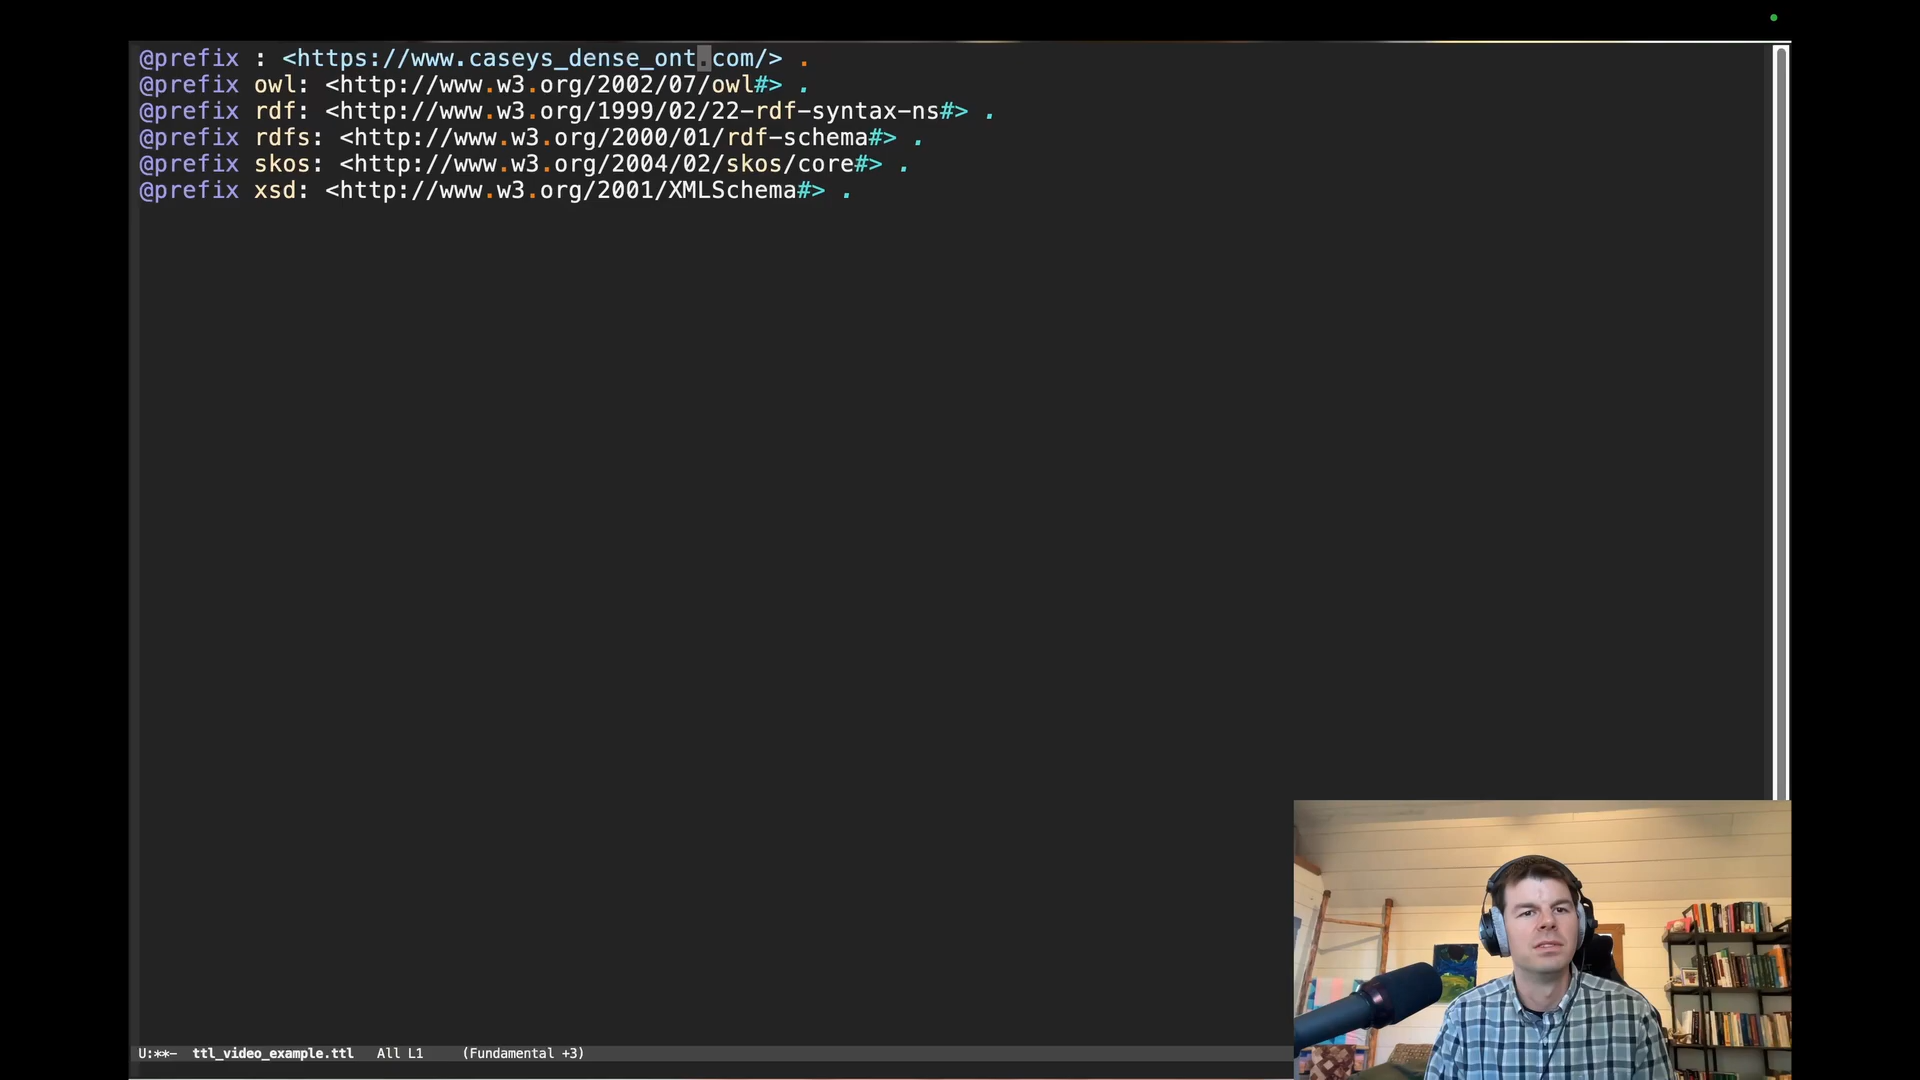 @prefix : <https://www.caseys_dense_ont.com/> .
@prefix owl: <http://www.w3.org/2002/07/owl#> .
@prefix rdf: <http://www.w3.org/1999/02/22-rdf-syntax-ns#> .
@prefix rdfs: <http://www.w3.org/2000/01/rdf-schema#> .
@prefix skos: <http://www.w3.org/2004/02/skos/core#> .
@prefix xsd: <http://www.w3.org/2001/XMLSchema#> .
U:**- ttl_video_example.ttl All L1 (Fundamental +3)